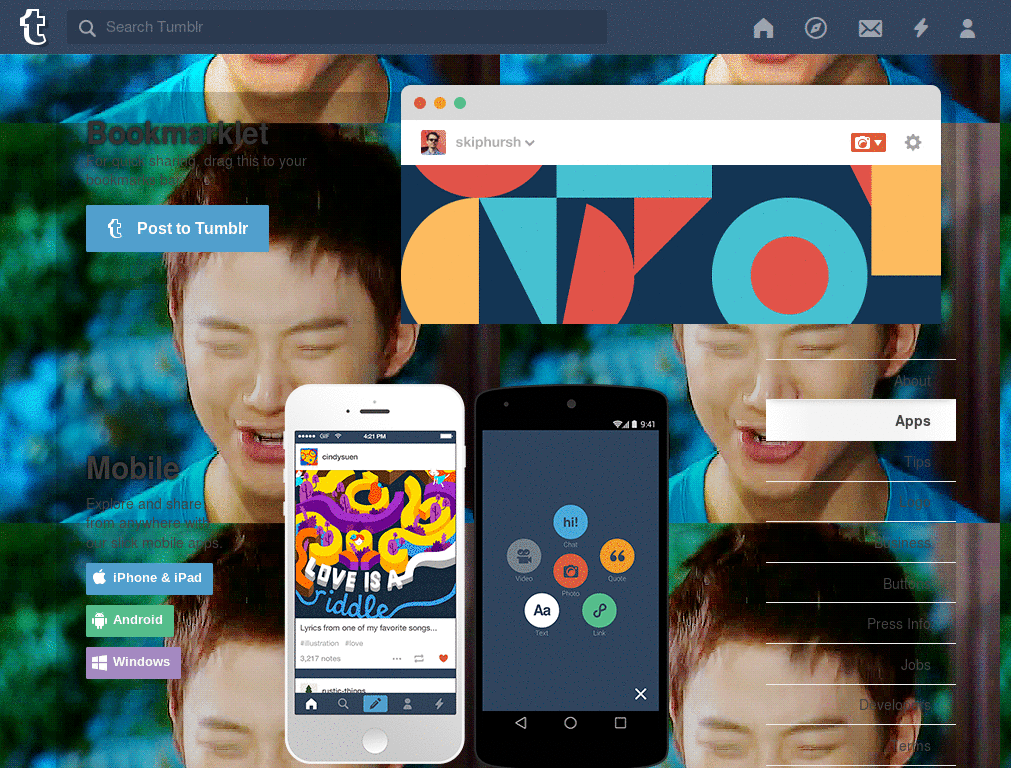 Search Tumblr
Bookmarklet
For quick sharing, drag this to your
bookmarks bar
Post to Tumblr
skiphursh
About
Apps
Tips
Logo
Business
Buttons
Press Info
Jobs
Developers
Terms
Mobile
Explore and share
from anywhere with
our slick mobile apps.
iPhone & iPad
Android
Windows
GIF
4:21 PM
cindysuen
LOVE IS A
riddle
Lyrics from one of my favorite songs...
#illustration #love
3,217 notes
rustic-things
9:41
hi!
Chat
Video
Photo
Quote
Aa
Text
Link